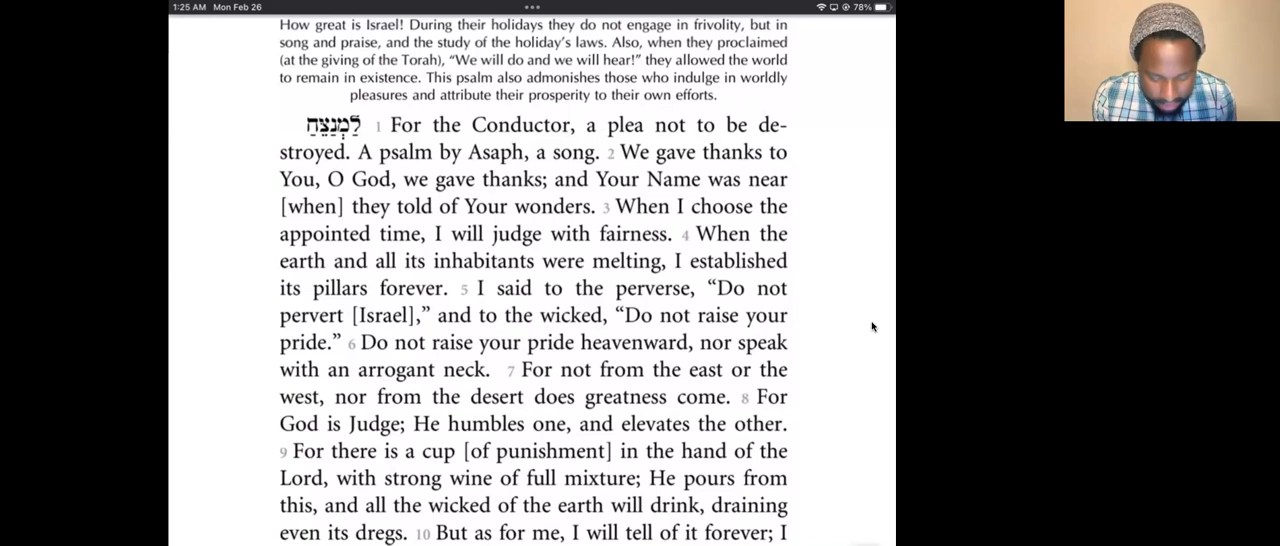 1:25 AM Mon Feb 26
78%
How great is Israel! During their holidays they do not engage in frivolity, but in
song and praise, and the study of the holiday's laws. Also, when they proclaimed
(at the giving of the Torah), “We will do and we will hear!” they allowed the world
to remain in existence. This psalm also admonishes those who indulge in worldly
pleasures and attribute their prosperity to their own efforts.
לַמְנַצֵּחַ 1 For the Conductor, a plea not to be de-
stroyed. A psalm by Asaph, a song. 2 We gave thanks to
You, O God, we gave thanks; and Your Name was near
[when] they told of Your wonders. 3 When I choose the
appointed time, I will judge with fairness. 4 When the
earth and all its inhabitants were melting, I established
its pillars forever. 5 I said to the perverse, “Do not
pervert [Israel],” and to the wicked, “Do not raise your
pride.” 6 Do not raise your pride heavenward, nor speak
with an arrogant neck. 7 For not from the east or the
west, nor from the desert does greatness come. 8 For
God is Judge; He humbles one, and elevates the other.
9 For there is a cup [of punishment] in the hand of the
Lord, with strong wine of full mixture; He pours from
this, and all the wicked of the earth will drink, draining
even its dregs. 10 But as for me, I will tell of it forever; I